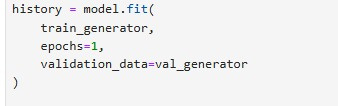 history = model.fit(
    train_generator,
    epochs=1,
    validation_data=val_generator
)